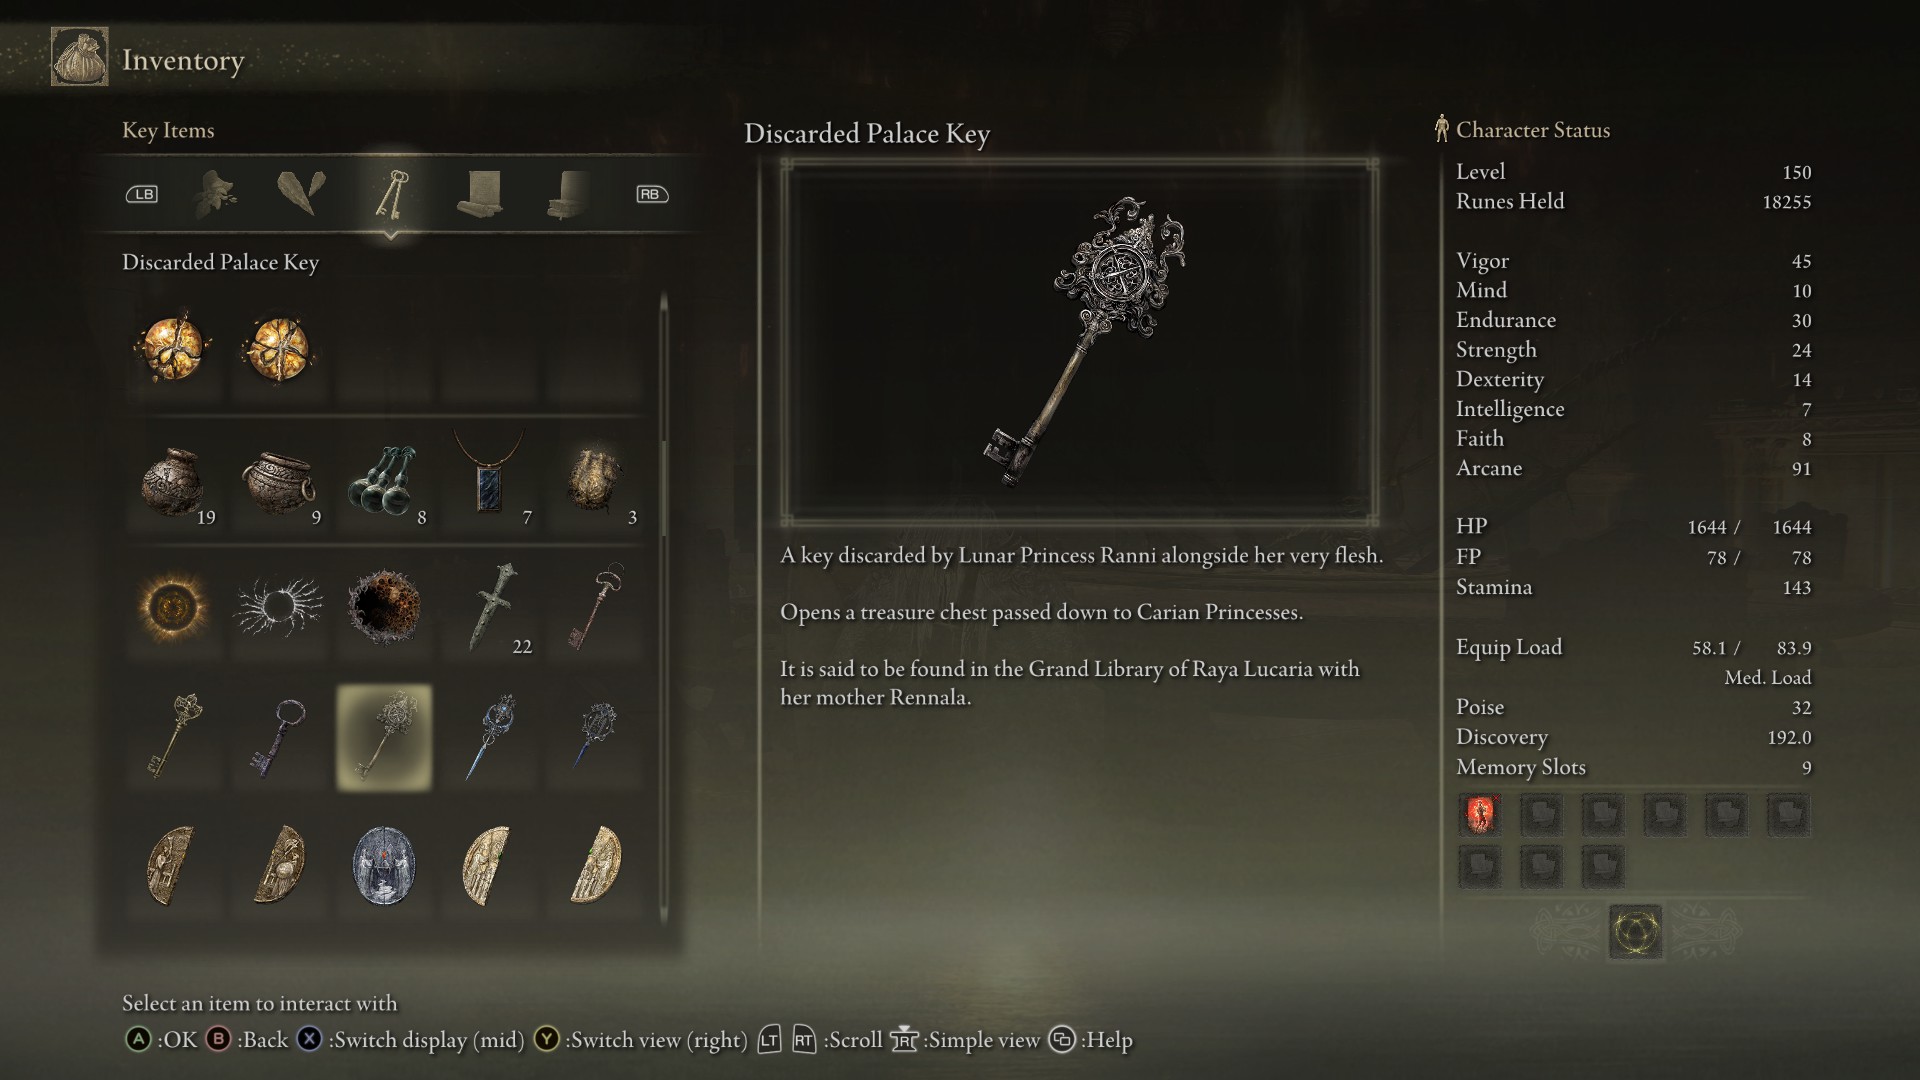 Inventory
Key Items
LB
RB
Discarded Palace Key
19
9
8
7
3
22
Discarded Palace Key
A key discarded by Lunar Princess Ranni alongside her very flesh.
Opens a treasure chest passed down to Carian Princesses.
It is said to be found in the Grand Library of Raya Lucaria with
her mother Rennala.
Character Status
Level 150
Runes Held 18255
Vigor 45
Mind 10
Endurance 30
Strength 24
Dexterity 14
Intelligence 7
Faith 8
Arcane 91
HP 1644 / 1644
FP 78 / 78
Stamina 143
Equip Load 58.1 / 83.9
Med. Load
Poise 32
Discovery 192.0
Memory Slots 9
Select an item to interact with
A :OK B :Back X :Switch display (mid) Y :Switch view (right) LT RT :Scroll R :Simple view :Help